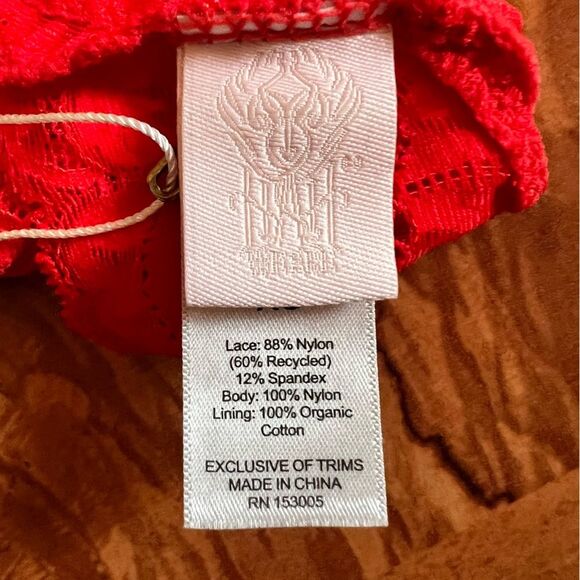 Lace: 88% Nylon
(60% Recycled)
12% Spandex
Body: 100% Nylon
Lining: 100% Organic
Cotton
EXCLUSIVE OF TRIMS
MADE IN CHINA
RN 153005